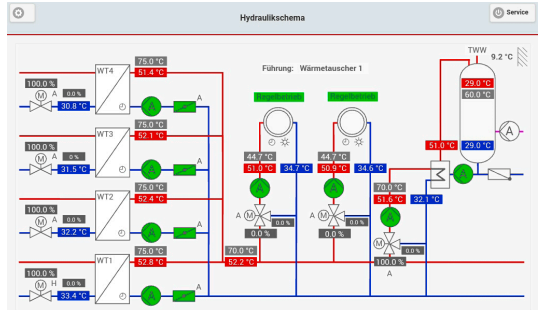 Hydraulikschema
Service
TWW
9.2 °C
Führung: Wärmetauscher 1
WT4
75.0 °C
51.4 °C
100.0 %
M A 0.0 %
30.8 °C
A
A
Regelbetrieb
Regelbetrieb
29.0 °C
60.0 °C
WT3
75.0 °C
52.1 °C
100.0 %
M A 0 %
31.5 °C
A
A
44.7 °C
51.0 °C
34.7 °C
44.7 °C
50.9 °C
34.6 °C
51.0 °C
29.0 °C
A
WT2
75.0 °C
52.4 °C
100.0 %
M A 0.0 %
32.2 °C
A
A
A
A
70.0 °C
51.6 °C
32.1 °C
A
A M 0.0 %
0.0 %
A M 0.0 %
0.0 %
A
WT1
75.0 °C
52.8 °C
70.0 °C
52.2 °C
M 0.0 %
100.0 %
A
100.0 %
M H 0.0 %
33.4 °C
A
A